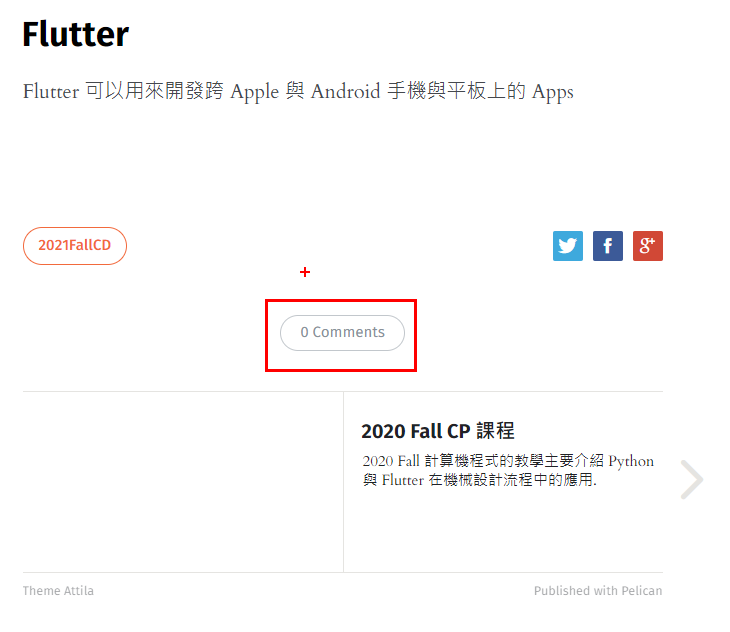 Flutter
Flutter 可以用來開發跨 Apple 與 Android 手機與平板上的 Apps
2021FallCD
0 Comments
2020 Fall CP 課程
2020 Fall 計算機程式的教學主要介紹 Python
與 Flutter 在機械設計流程中的應用.
Theme Attila
Published with Pelican